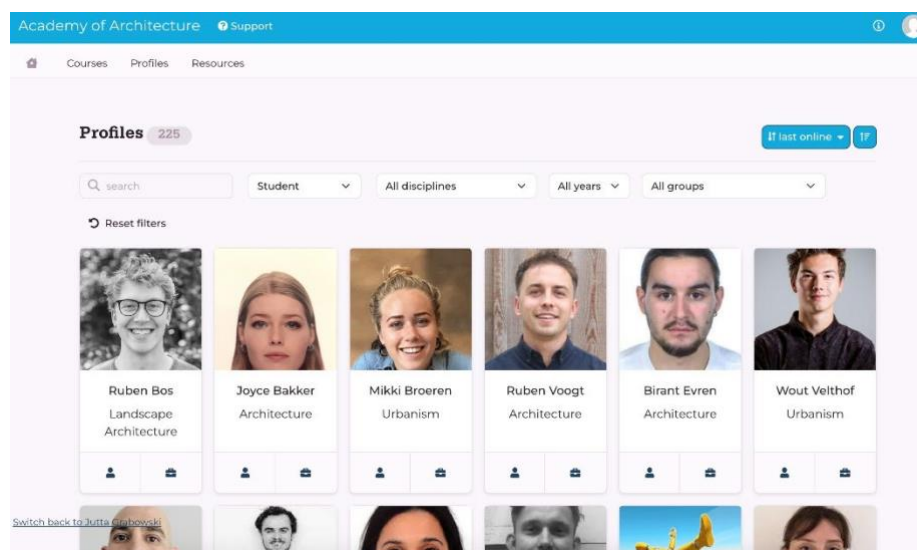 Academy of Architecture Support
Courses Profiles Resources
Profiles 225
last online
search Student All disciplines All years All groups
Reset filters
Ruben Bos Joyce Bakker Mikki Broeren Ruben Voogt Birant Evren Wout Velthof
Landscape Architecture Urbanism Architecture Architecture Urbanism
Architecture
Switch back to Jutta Grabowski